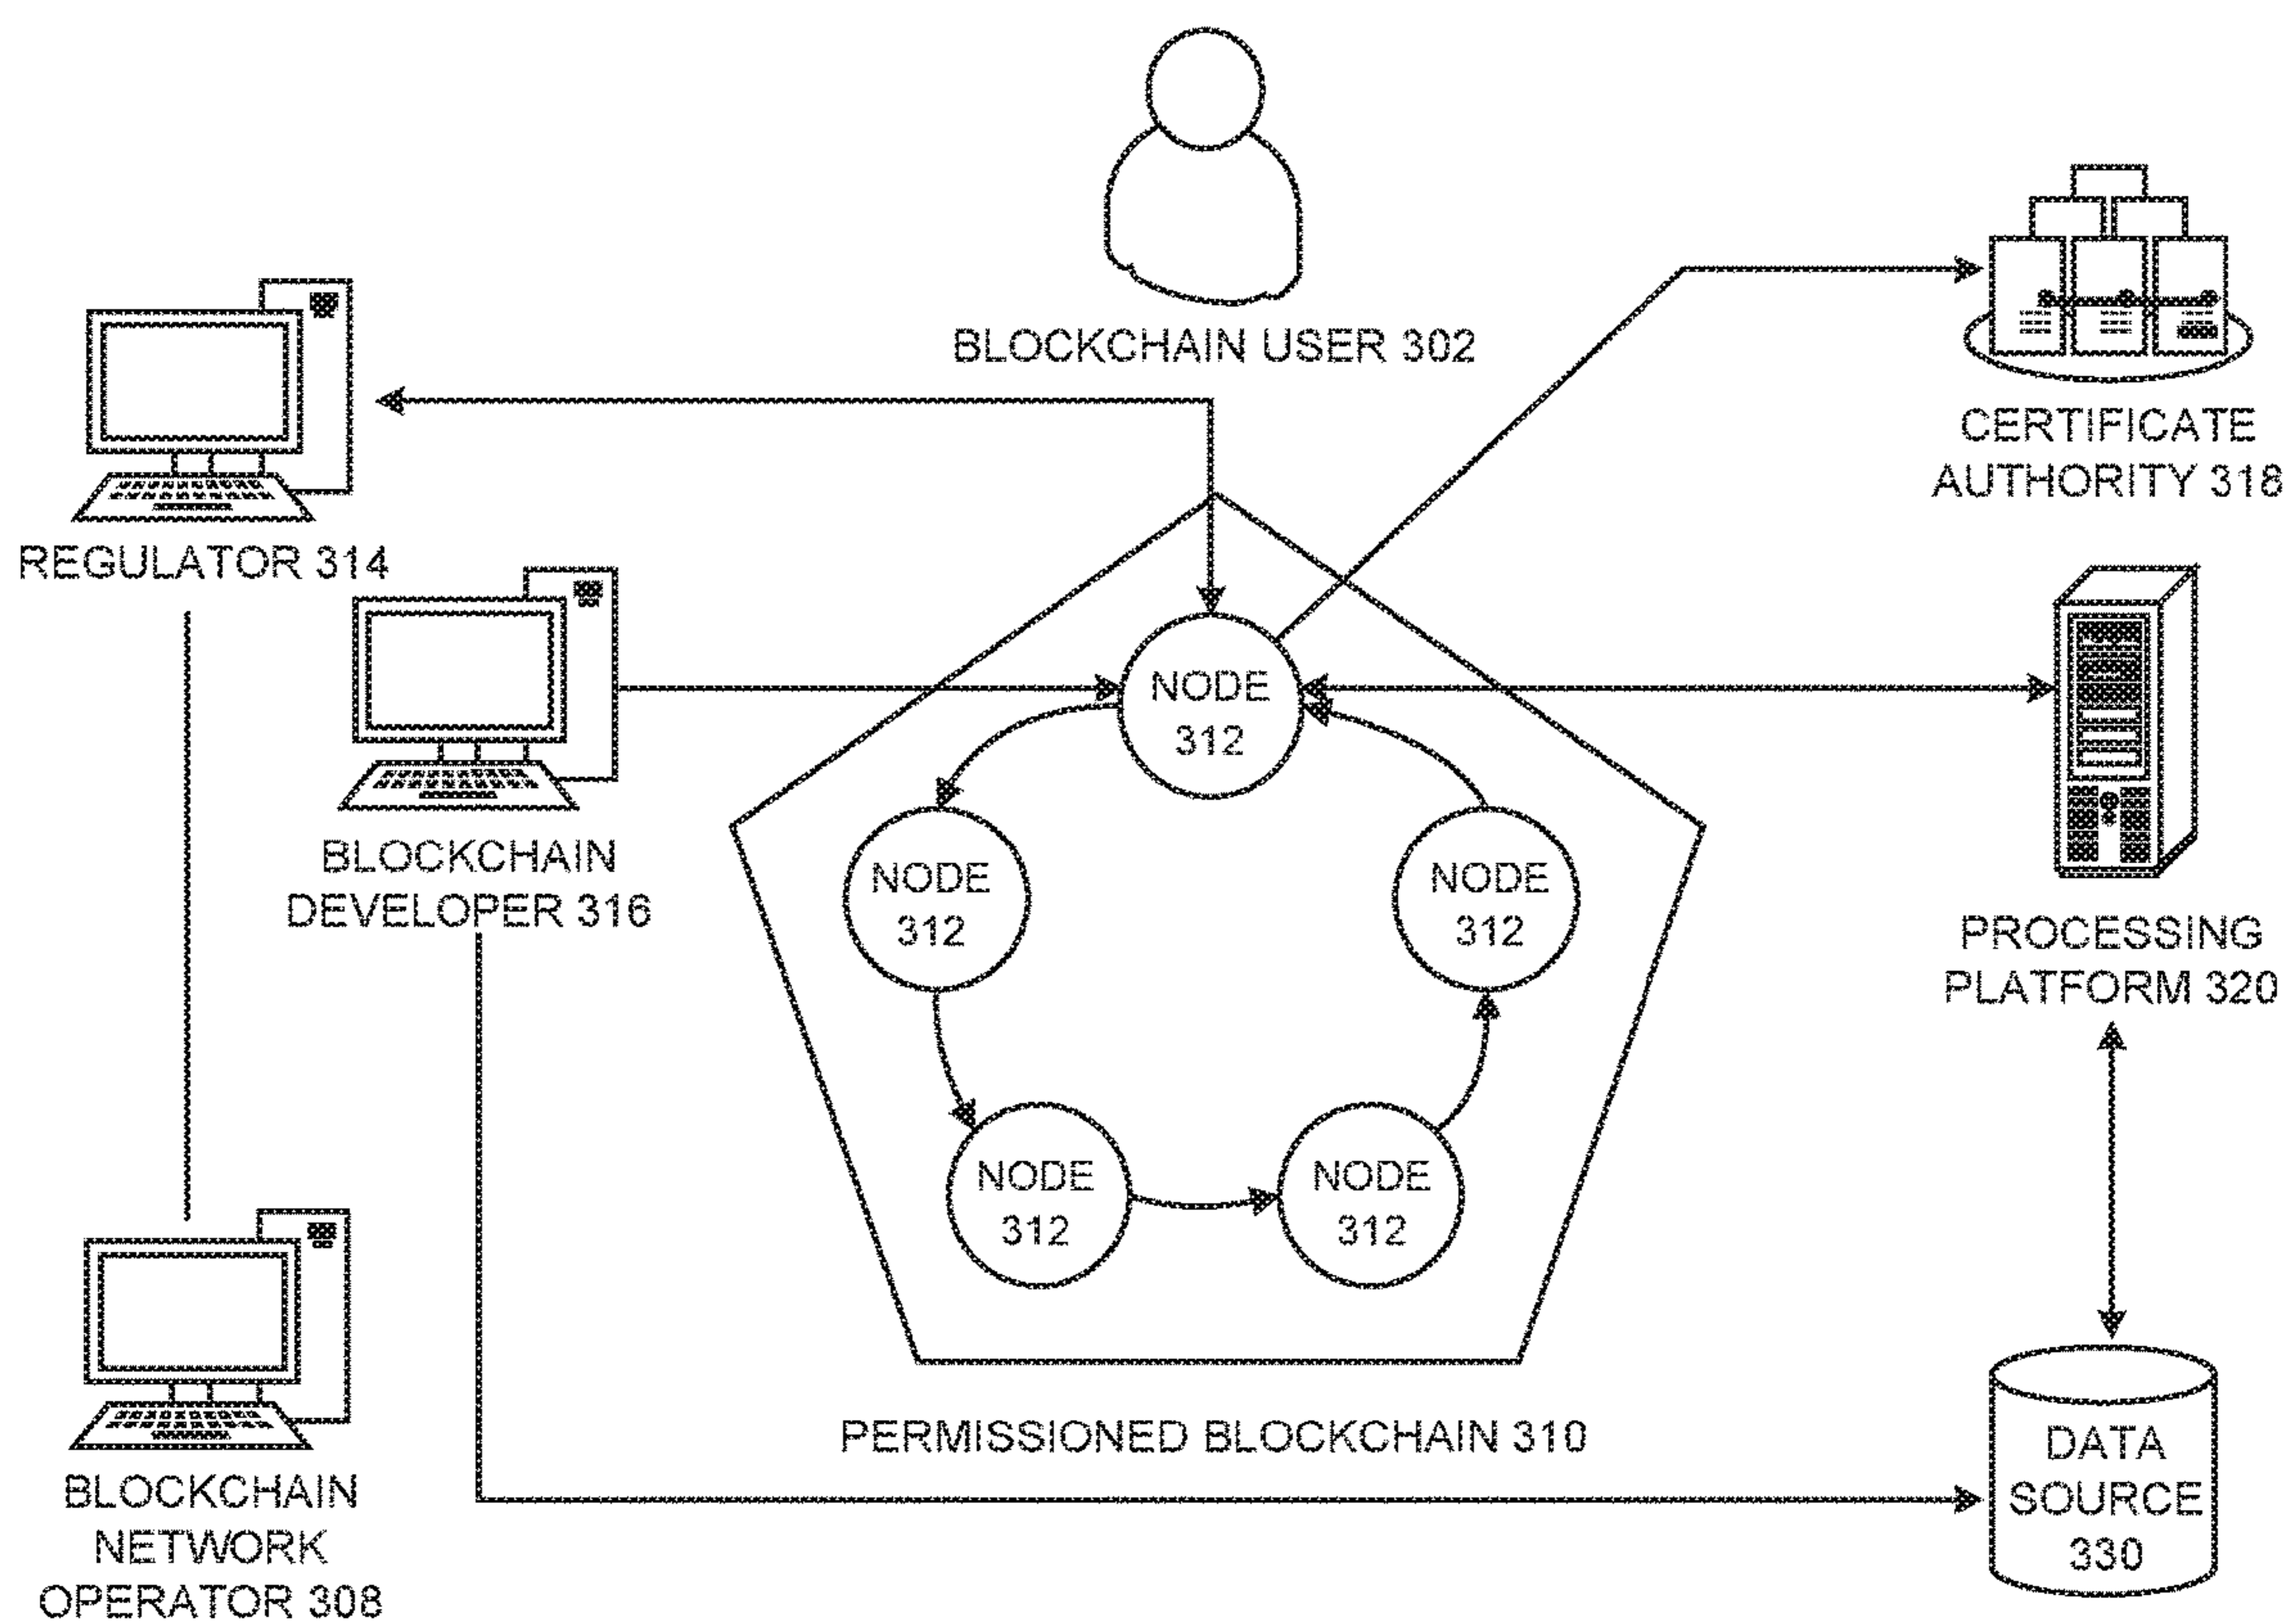 BLOCKCHAIN USER 302
CERTIFICATE
AUTHORITY 318
REGULATOR 314
BLOCKCHAIN
DEVELOPER 316
NODE
312
NODE
312
NODE
312
NODE
312
NODE
312
PROCESSING
PLATFORM 320
PERMISSIONED BLOCKCHAIN 310
BLOCKCHAIN
NETWORK
OPERATOR 308
DATA
SOURCE
330